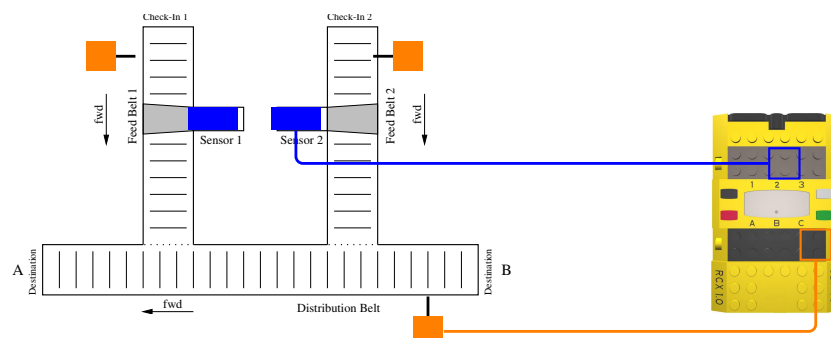 Check-In 1
Check-In 2
fwd
Feed Belt 1
Sensor 1
Sensor 2
Feed Belt 2
fwd
1 2 3
A B C
RCX 1.0
A
Destination
Destination
B
fwd
Distribution Belt